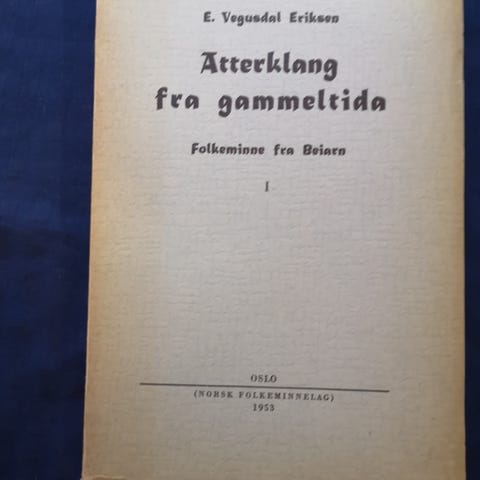 E. Vegusdal Eriksen
Atterklang
fra gammeltida
Folkeminne fra Beiarn
I
OSLO
(NORSK FOLKEMINNELAG)
1953